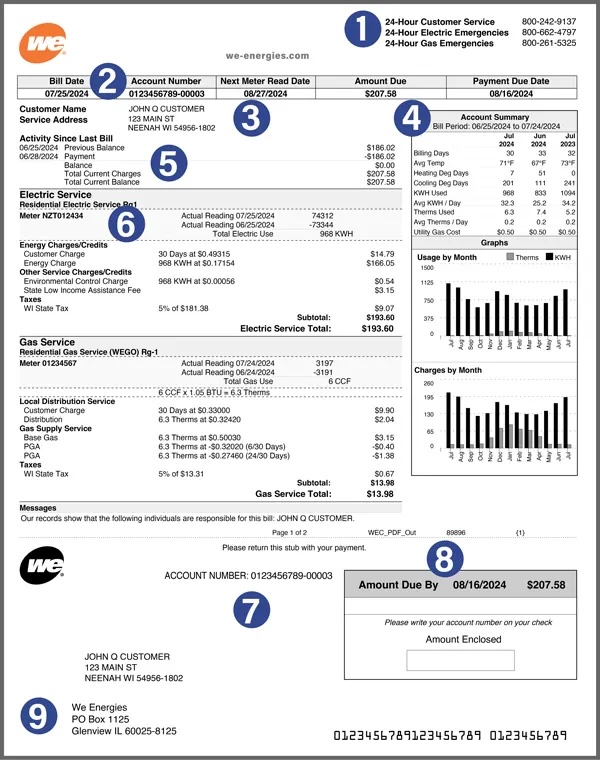 1
24-Hour Customer Service 800-242-9137
24-Hour Electric Emergencies 800-662-4797
24-Hour Gas Emergencies 800-261-5325
we
we-energies.com
2
Bill Date Account Number Next Meter Read Date Amount Due Payment Due Date
07/25/2024 0123456789-00003 08/27/2024 $207.58 08/16/2024
Customer Name JOHN Q CUSTOMER
Service Address 123 MAIN ST
NEENAH WI 54956-1802
3
Activity Since Last Bill
06/25/2024 Previous Balance $186.02
06/28/2024 Payment -$186.02
Balance $0.00
Total Current Charges $207.58
Total Current Balance $207.58
5
4
Account Summary
Bill Period: 06/25/2024 to 07/24/2024
Jul Jun Jul
2024 2024 2023
Billing Days 30 33 32
Avg Temp 71°F 67°F 73°F
Heating Deg Days 7 51 0
Cooling Deg Days 201 111 241
KWH Used 968 833 1094
Avg KWH / Day 32.3 25.2 34.2
Therms Used 6.3 7.4 5.2
Avg Therms / Day 0.2 0.2 0.2
Utility Gas Cost $0.50 $0.50 $0.50
Graphs
Usage by Month Therms KWH
1500
1125
750
375
0
Jul Aug Sep Oct Nov Dec Jan Feb Mar Apr May Jun Jul
Charges by Month
260
195
130
65
0
Jul Aug Sep Oct Nov Dec Jan Feb Mar Apr May Jun Jul
Electric Service
Residential Electric Service Rg1
6
Meter NZT012434 Actual Reading 07/25/2024 74312
Actual Reading 06/25/2024 -73344
Total Electric Use 968 KWH
Energy Charges/Credits
Customer Charge 30 Days at $0.49315 $14.79
Energy Charge 968 KWH at $0.17154 $166.05
Other Service Charges/Credits
Environmental Control Charge 968 KWH at $0.00056 $0.54
State Low Income Assistance Fee $3.15
Taxes
WI State Tax 5% of $181.38 $9.07
Subtotal: $193.60
Electric Service Total: $193.60
Gas Service
Residential Gas Service (WEGO) Rg-1
Meter 01234567 Actual Reading 07/24/2024 3197
Actual Reading 06/24/2024 -3191
Total Gas Use 6 CCF
6 CCF x 1.05 BTU = 6.3 Therms
Local Distribution Service
Customer Charge 30 Days at $0.33000 $9.90
Distribution 6.3 Therms at $0.32420 $2.04
Gas Supply Service
Base Gas 6.3 Therms at $0.50030 $3.15
PGA 6.3 Therms at -$0.32020 (6/30 Days) -$0.40
PGA 6.3 Therms at -$0.27460 (24/30 Days) -$1.38
Taxes
WI State Tax 5% of $13.31 $0.67
Subtotal: $13.98
Gas Service Total: $13.98
Messages
Our records show that the following individuals are responsible for this bill: JOHN Q CUSTOMER.
Page 1 of 2 WEC_PDF_Out 89896 {1}
Please return this stub with your payment.
we
ACCOUNT NUMBER: 0123456789-00003
7
8
Amount Due By 08/16/2024 $207.58
Please write your account number on your check
Amount Enclosed
JOHN Q CUSTOMER
123 MAIN ST
NEENAH WI 54956-1802
9
We Energies
PO Box 1125
Glenview IL 60025-8125
0123456789123456789 0123456789